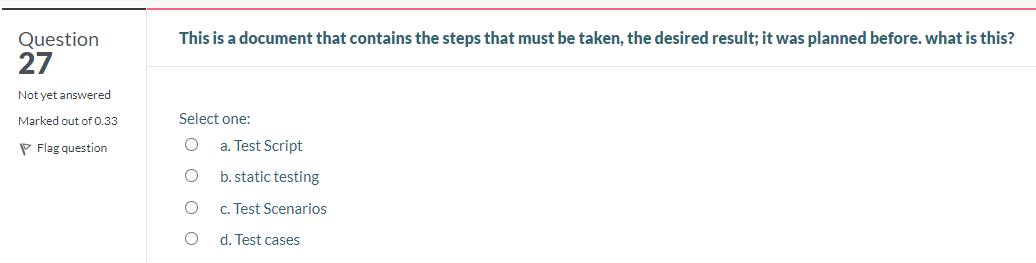 Question
27
Not yet answered
Marked out of 0.33
Flag question
This is a document that contains the steps that must be taken, the desired result; it was planned before. what is this?
Select one:
a. Test Script
b. static testing
c. Test Scenarios
d. Test cases